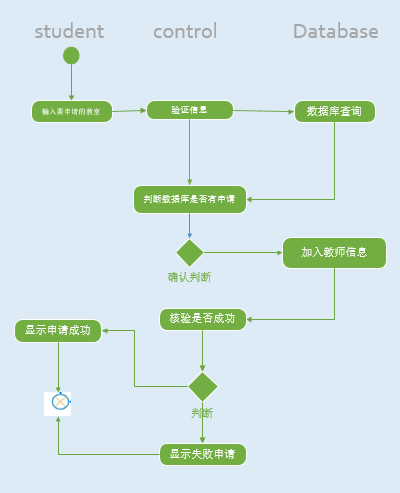 student control Database
输入要申请的教室 验证信息 数据库查询
判断数据库是否有申请
加入教师信息
确认判断
核验是否成功
显示申请成功
判断
显示失败申请